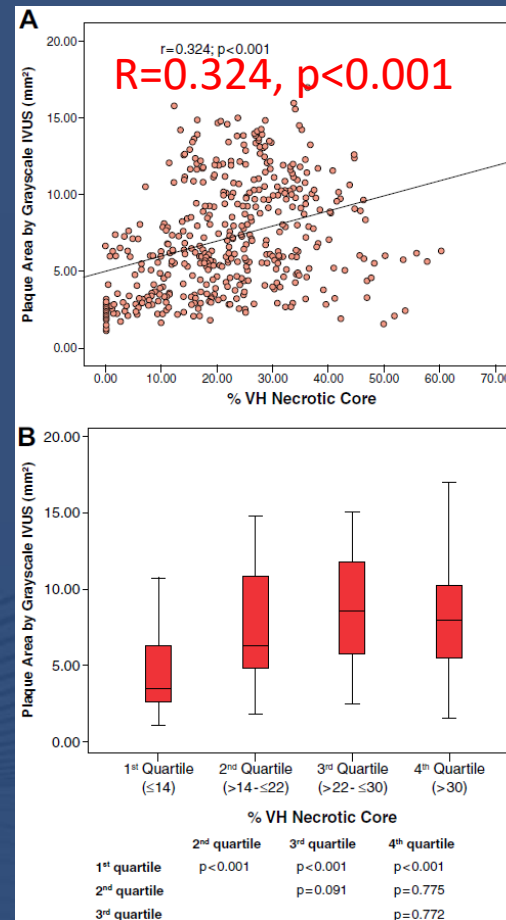 A
r=0.324; p<0.001
R=0.324, p<0.001
Plaque Area by Grayscale IVUS (mm²)
20.00
15.00
10.00
5.00
0.00
0.00 10.00 20.00 30.00 40.00 50.00 60.00 70.00
% VH Necrotic Core
B
Plaque Area by Grayscale IVUS (mm²)
20.00
15.00
10.00
5.00
0.00
1st Quartile 2nd Quartile 3rd Quartile 4th Quartile
(≤14) (>14-≤22) (>22-≤30) (>30)
% VH Necrotic Core
2nd quartile 3rd quartile 4th quartile
1st quartile p<0.001 p<0.001 p<0.001
2nd quartile p=0.091 p=0.775
3rd quartile p=0.772